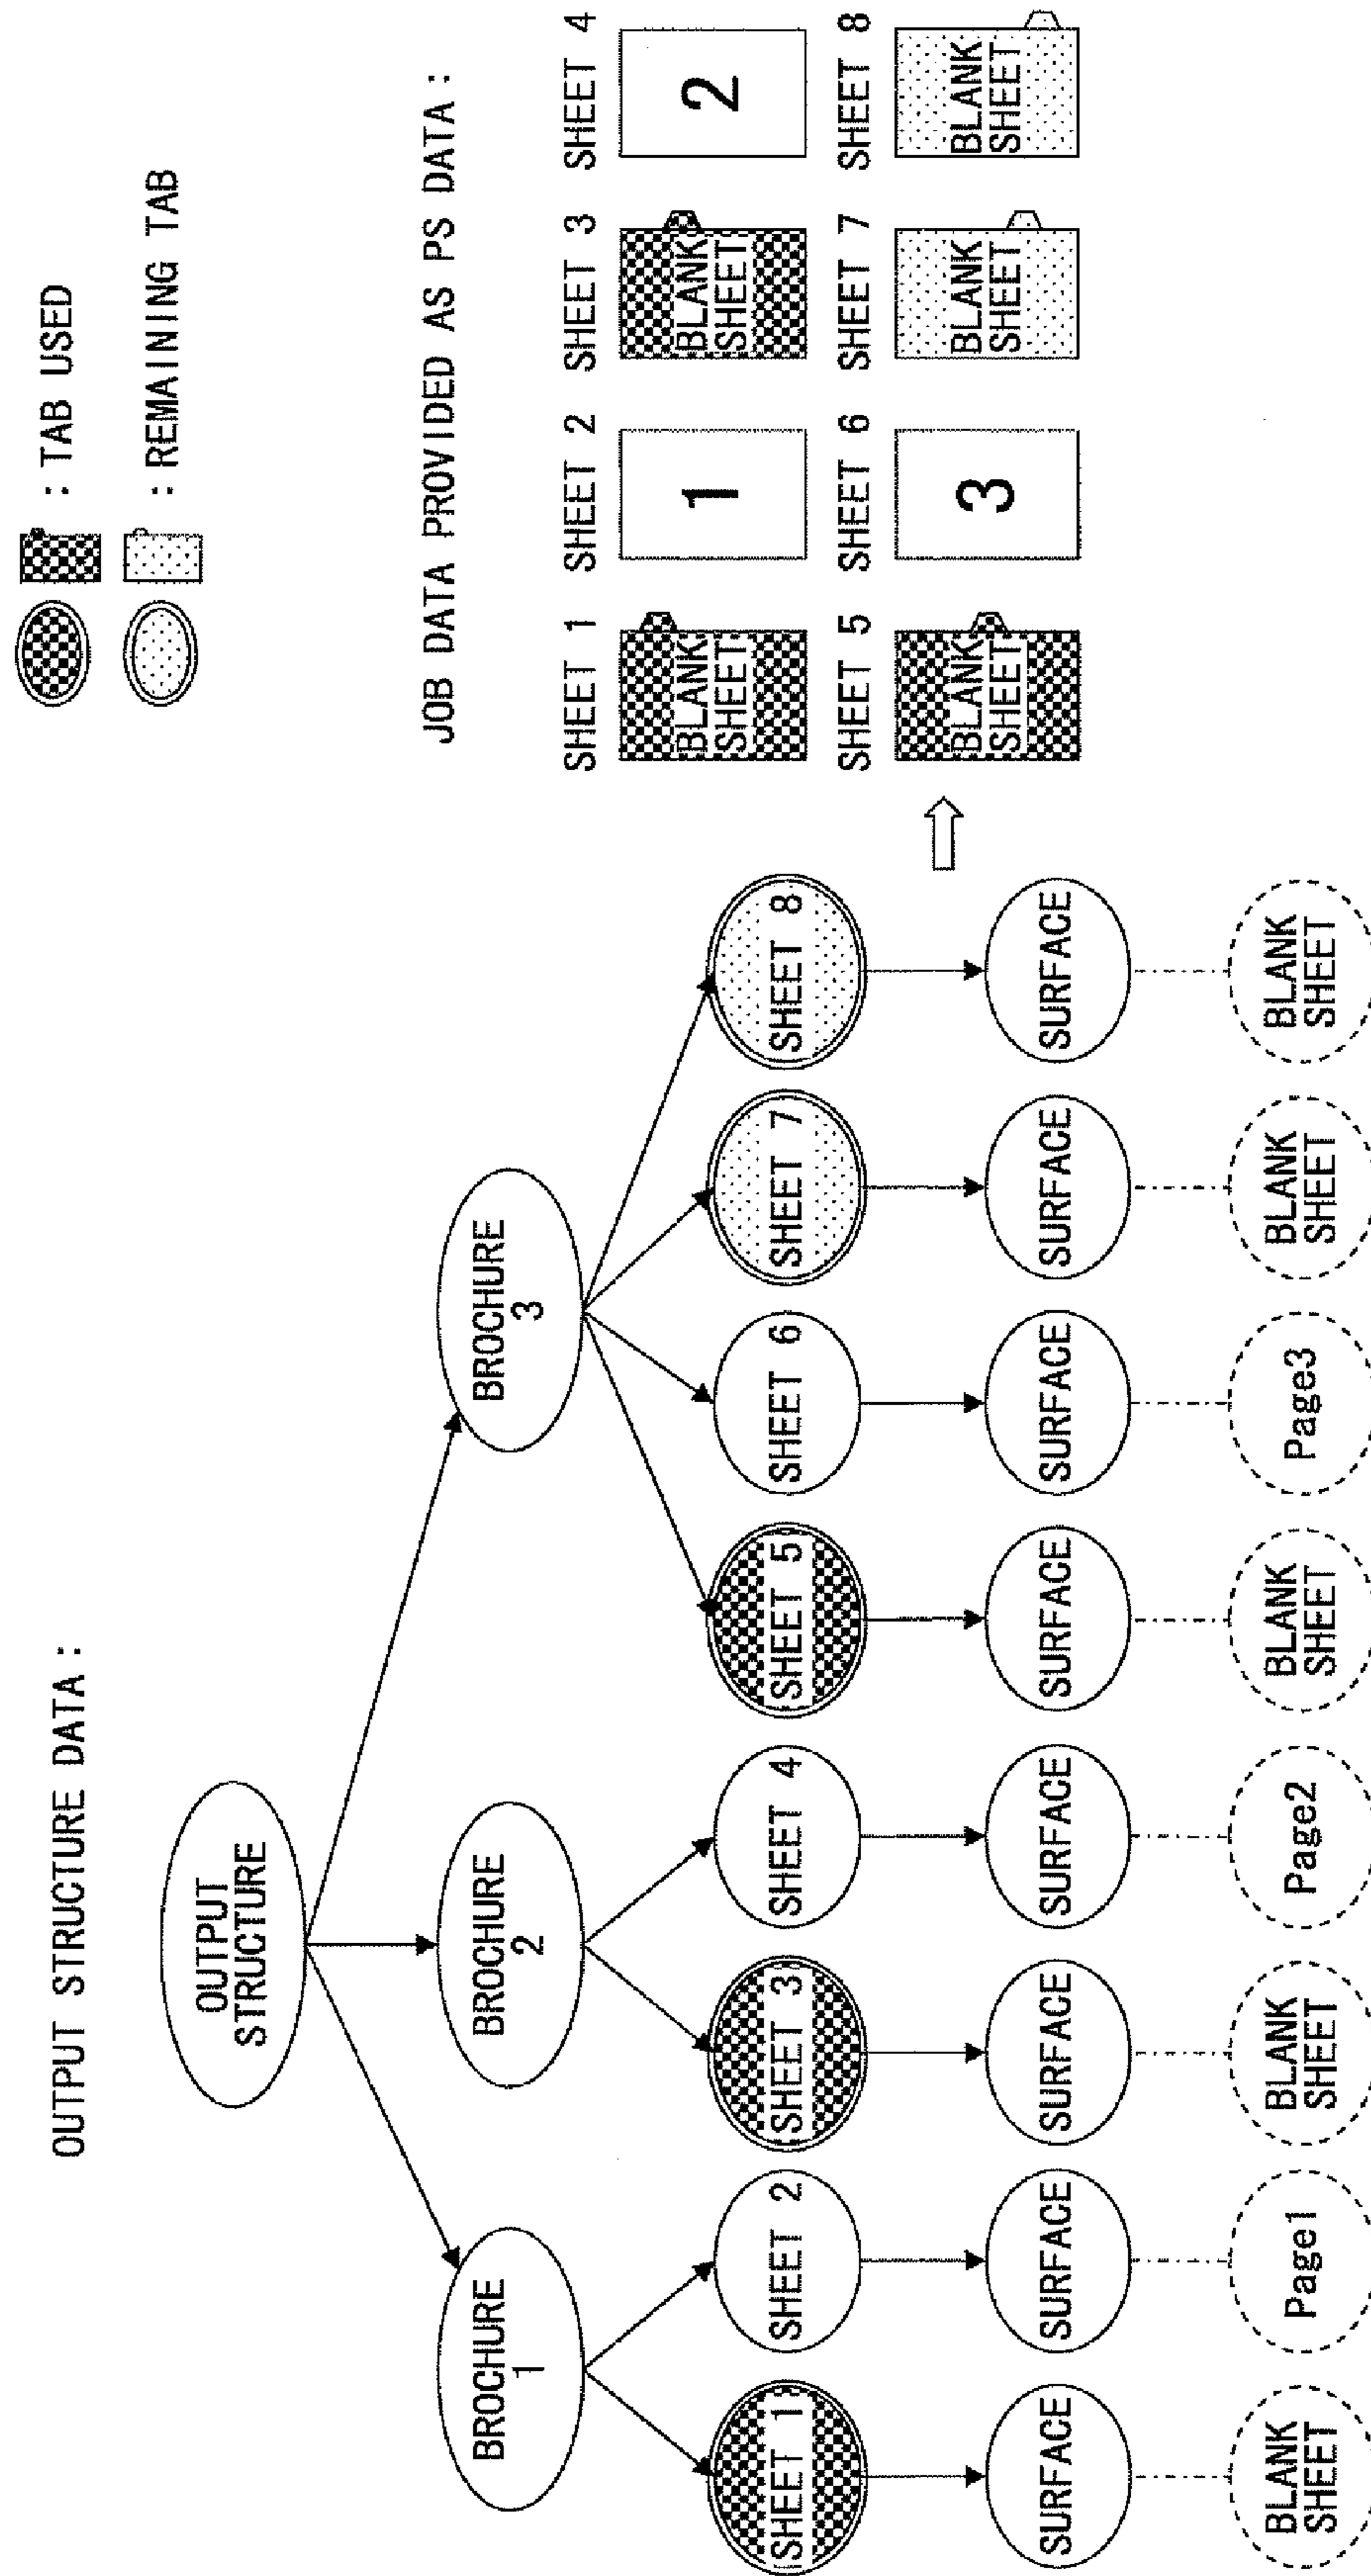 OUTPUT STRUCTURE DATA :
OUTPUT
STRUCTURE
BROCHURE
1
BROCHURE
2
BROCHURE
3
SHEET 1
SHEET 2
SHEET 3
SHEET 4
SHEET 5
SHEET 6
SHEET 7
SHEET 8
SURFACE
SURFACE
SURFACE
SURFACE
SURFACE
SURFACE
SURFACE
SURFACE
BLANK
SHEET
Page1
BLANK
SHEET
Page2
BLANK
SHEET
Page3
BLANK
SHEET
BLANK
SHEET
: TAB USED
: REMAINING TAB
JOB DATA PROVIDED AS PS DATA :
SHEET 1
SHEET 2
SHEET 3
SHEET 4
BLANK
SHEET
1
BLANK
SHEET
2
SHEET 5
SHEET 6
SHEET 7
SHEET 8
BLANK
SHEET
3
BLANK
SHEET
BLANK
SHEET